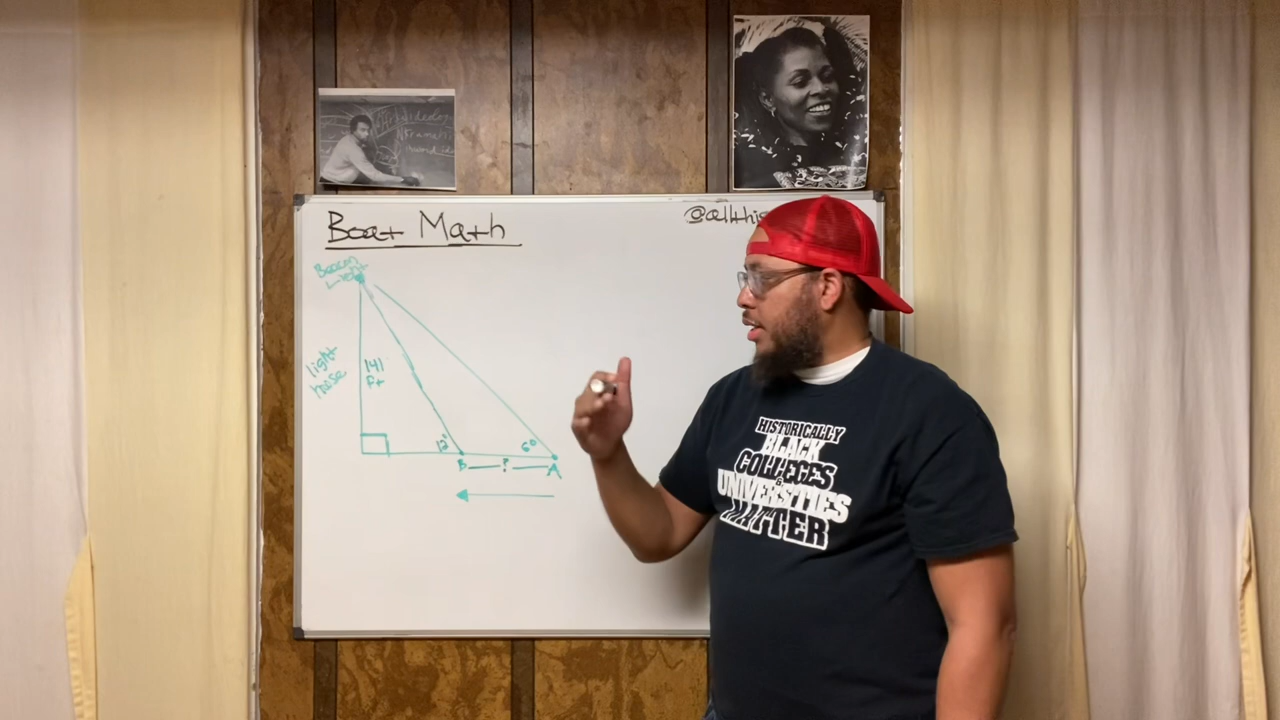 Boat Math
@allthis
Beacon
Light
light
house
141
Ft
12°
6°
B
?
A
HISTORICALLY
BLACK
COLLEGES
&
UNIVERSITIES
MATTER